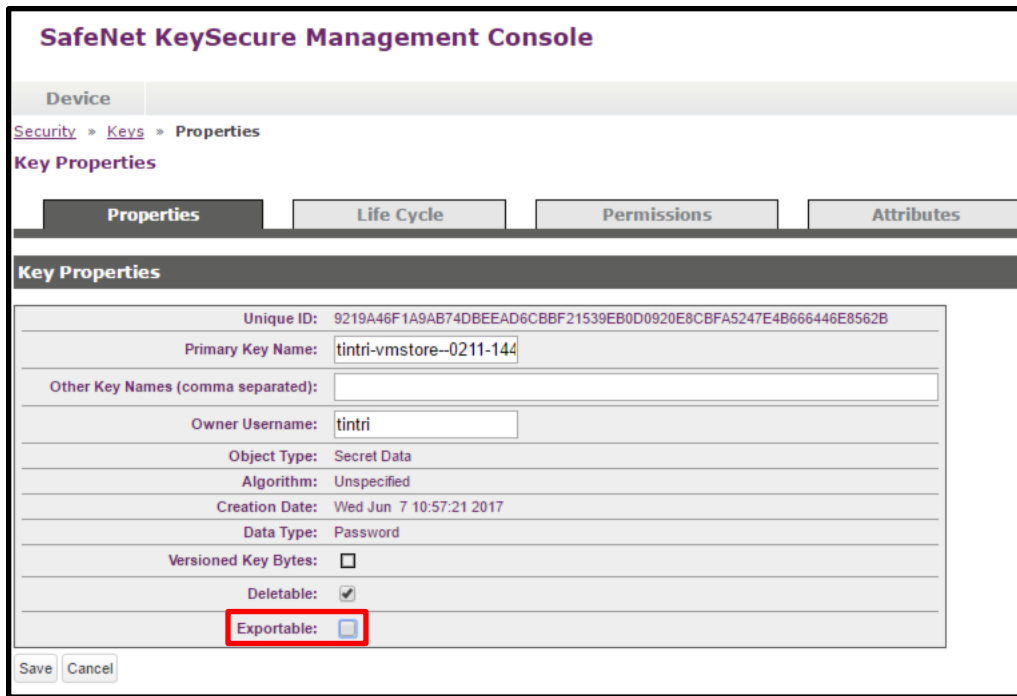 SafeNet KeySecure Management Console
Device
Security » Keys » Properties
Key Properties
Properties Life Cycle Permissions Attributes
Key Properties
Unique ID: 9219A46F1A9AB74DBEEAD6CBBF21539EB0D0920E8CBFA5247E4B666446E8562B
Primary Key Name: tintri-vmstore--0211-144
Other Key Names (comma separated):
Owner Username: tintri
Object Type: Secret Data
Algorithm: Unspecified
Creation Date: Wed Jun 7 10:57:21 2017
Data Type: Password
Versioned Key Bytes:
Deletable:
Exportable:
Save Cancel